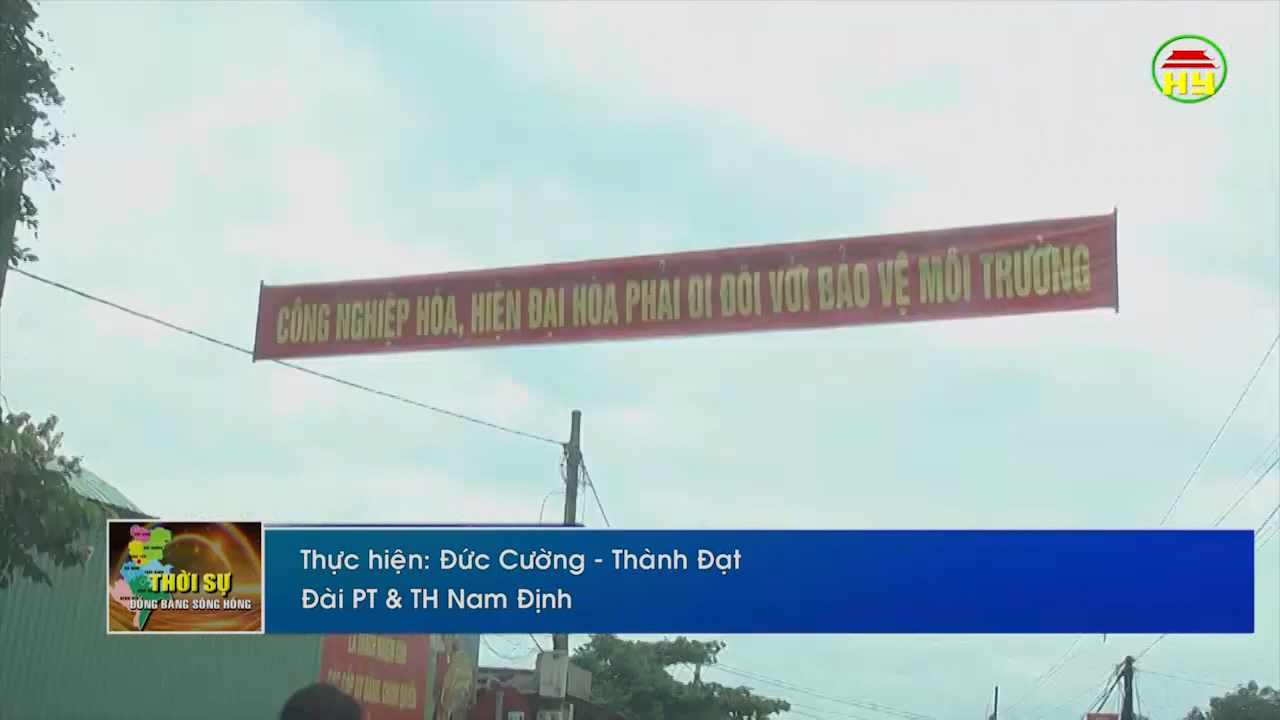 HY
CÔNG NGHIỆP HÓA, HIỆN ĐẠI HÓA PHẢI ĐI ĐÔI VỚI BẢO VỆ MÔI TRƯỜNG
Thực hiện: Đức Cường - Thành Đạt
Đài PT & TH Nam Định
THỜI SỰ
ĐỒNG BẰNG SÔNG HỒNG